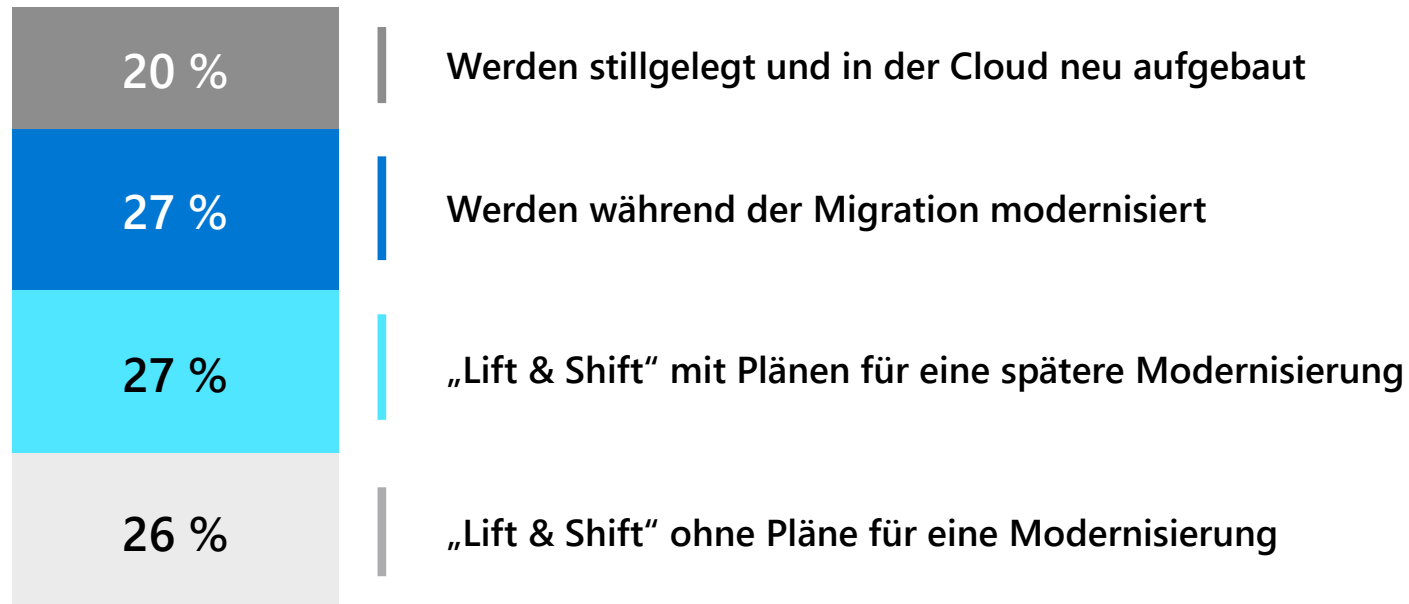 20 %
Werden stillgelegt und in der Cloud neu aufgebaut
27 %
Werden während der Migration modernisiert
27 %
„Lift & Shift“ mit Plänen für eine spätere Modernisierung
26 %
„Lift & Shift“ ohne Pläne für eine Modernisierung